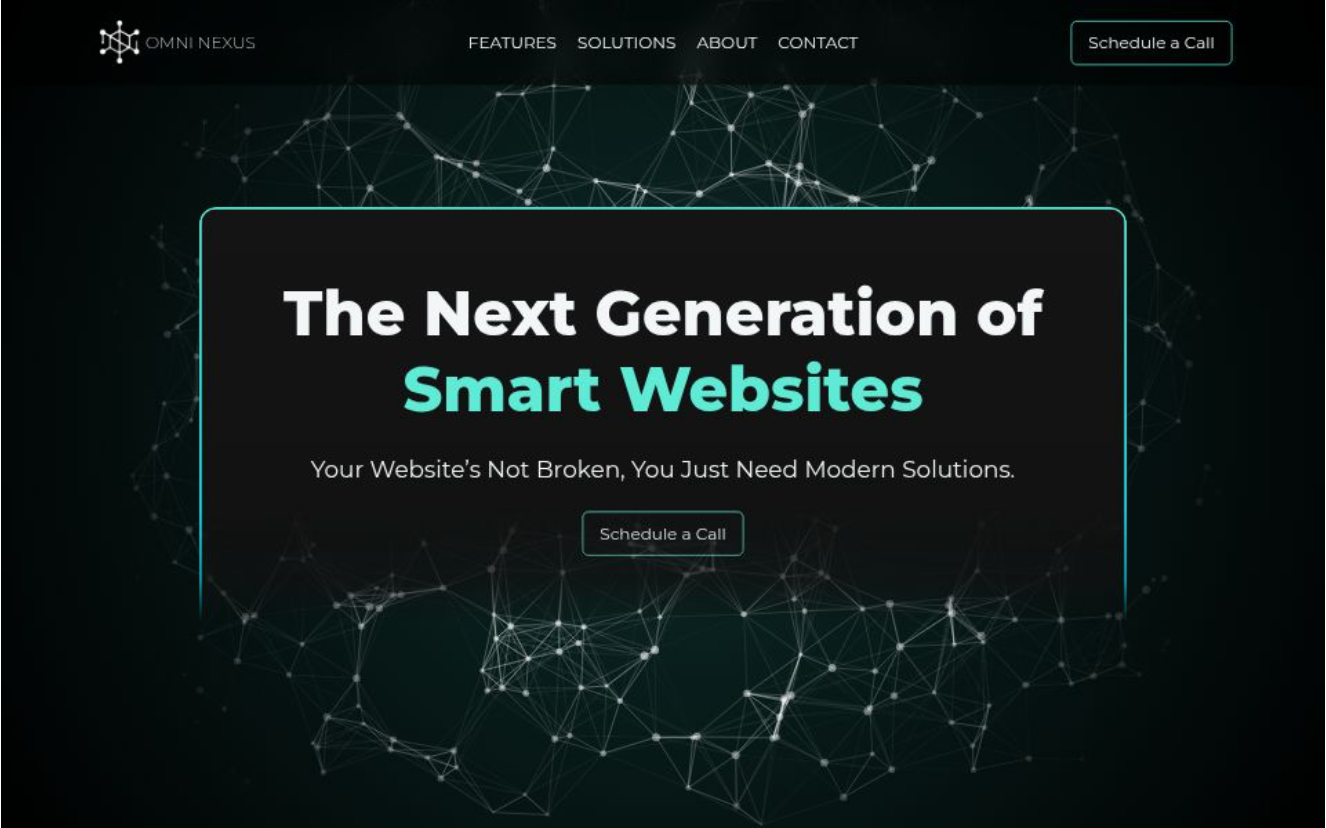 OMNI NEXUS
FEATURES SOLUTIONS ABOUT CONTACT
Schedule a Call
The Next Generation of
Smart Websites
Your Website’s Not Broken, You Just Need Modern Solutions.
Schedule a Call